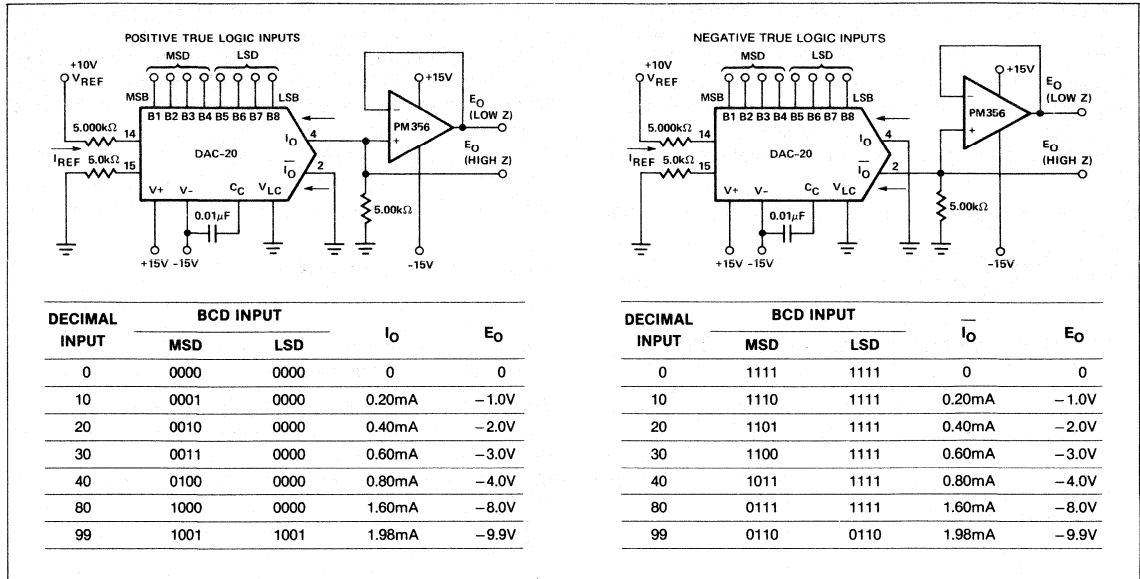 POSITIVE TRUE LOGIC INPUTS
MSD LSD
+10V
VREF
MSB B1 B2 B3 B4 B5 B6 B7 B8 LSB
+15V
EO
(LOW Z)
5.000kΩ 14
IO 4
PM356
EO
(HIGH Z)
IREF 5.0kΩ 15
DAC-20
IO 2
V+ V- CC VLC
0.01μF
5.00kΩ
+15V -15V
-15V
DECIMAL INPUT BCD INPUT IO EO
MSD LSD
0 0000 0000 0 0
10 0001 0000 0.20mA −1.0V
20 0010 0000 0.40mA −2.0V
30 0011 0000 0.60mA −3.0V
40 0100 0000 0.80mA −4.0V
80 1000 0000 1.60mA −8.0V
99 1001 1001 1.98mA −9.9V
NEGATIVE TRUE LOGIC INPUTS
MSD LSD
+10V
VREF
MSB B1 B2 B3 B4 B5 B6 B7 B8 LSB
+15V
EO
(LOW Z)
5.000kΩ 14
IO 4
PM356
EO
(HIGH Z)
IREF 5.0kΩ 15
DAC-20
IO 2
V+ V- CC VLC
0.01μF
5.00kΩ
+15V -15V
-15V
DECIMAL INPUT BCD INPUT IO EO
MSD LSD
0 1111 1111 0 0
10 1110 1111 0.20mA −1.0V
20 1101 1111 0.40mA −2.0V
30 1100 1111 0.60mA −3.0V
40 1011 1111 0.80mA −4.0V
80 0111 1111 1.60mA −8.0V
99 0110 0110 1.98mA −9.9V